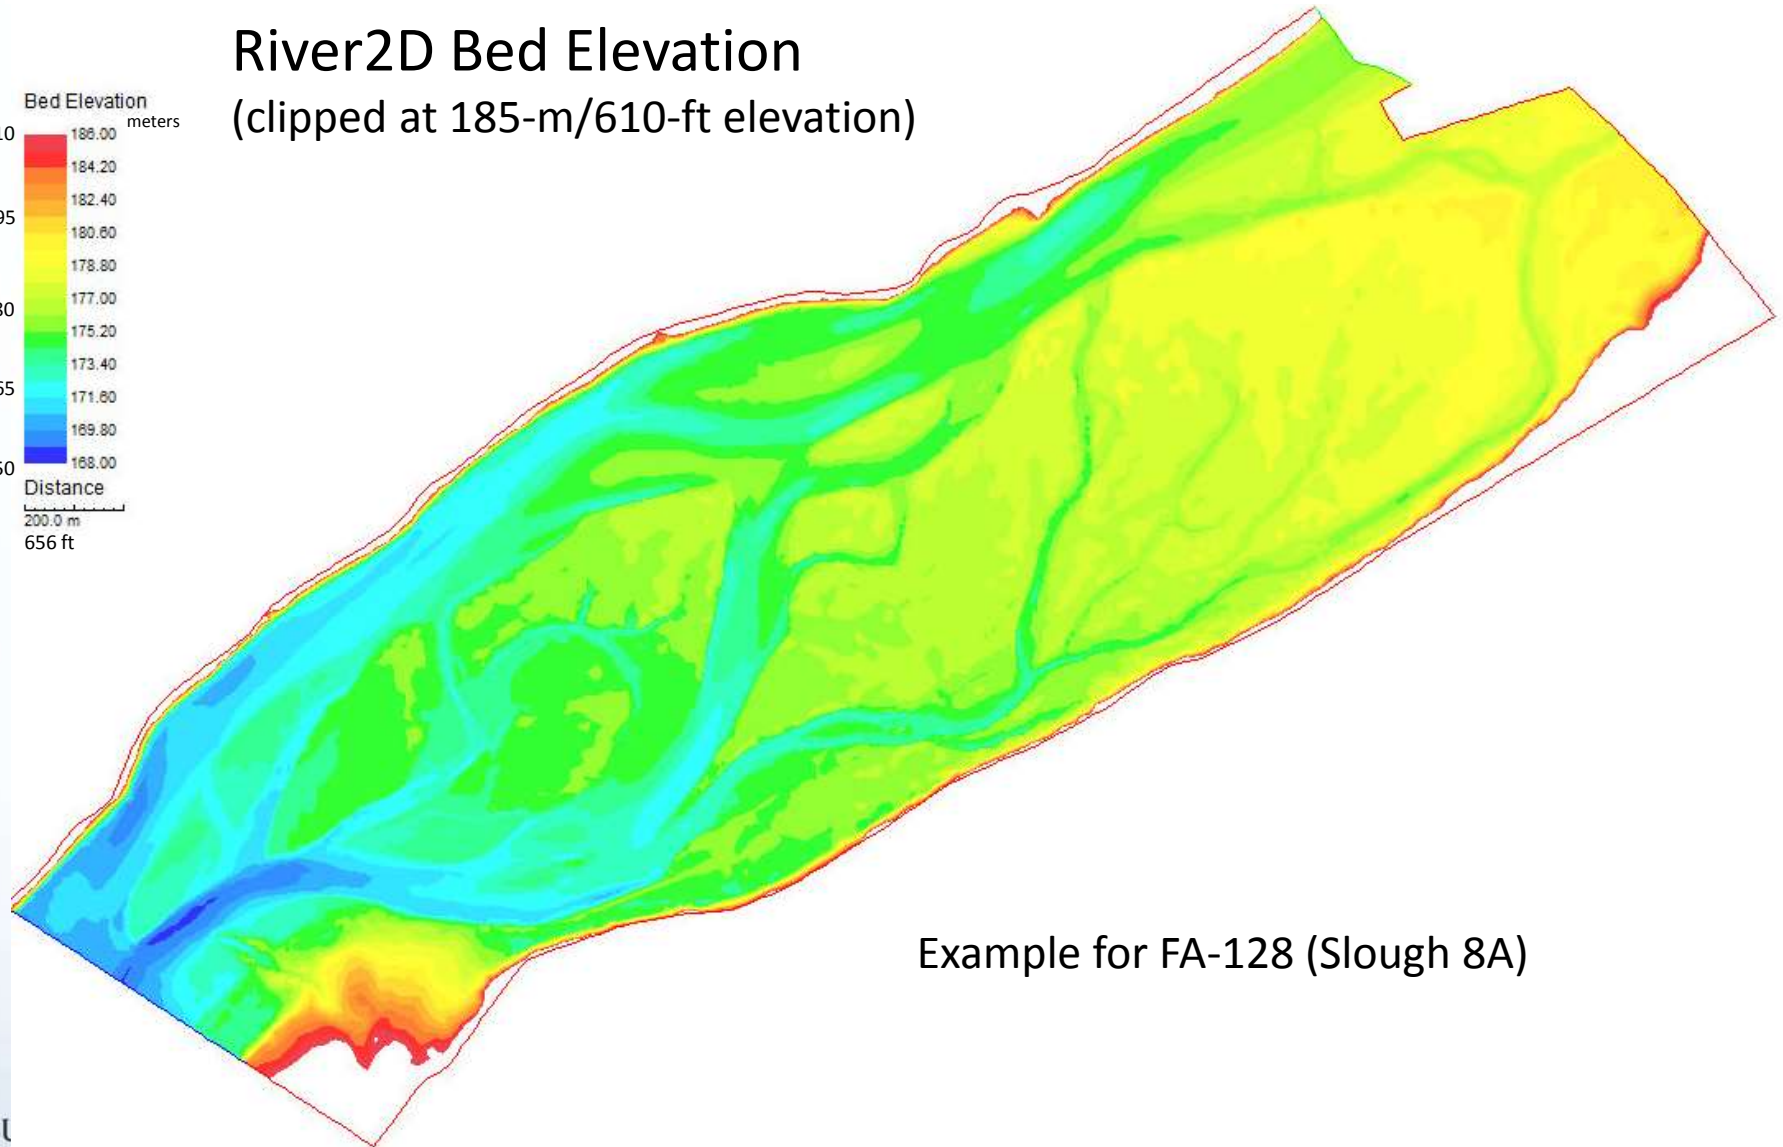 River2D Bed Elevation
(clipped at 185-m/610-ft elevation)
Bed Elevation
meters
186.00
184.20
182.40
180.60
178.80
177.00
175.20
173.40
171.60
169.80
168.00
Distance
200.0 m
656 ft
Example for FA-128 (Slough 8A)